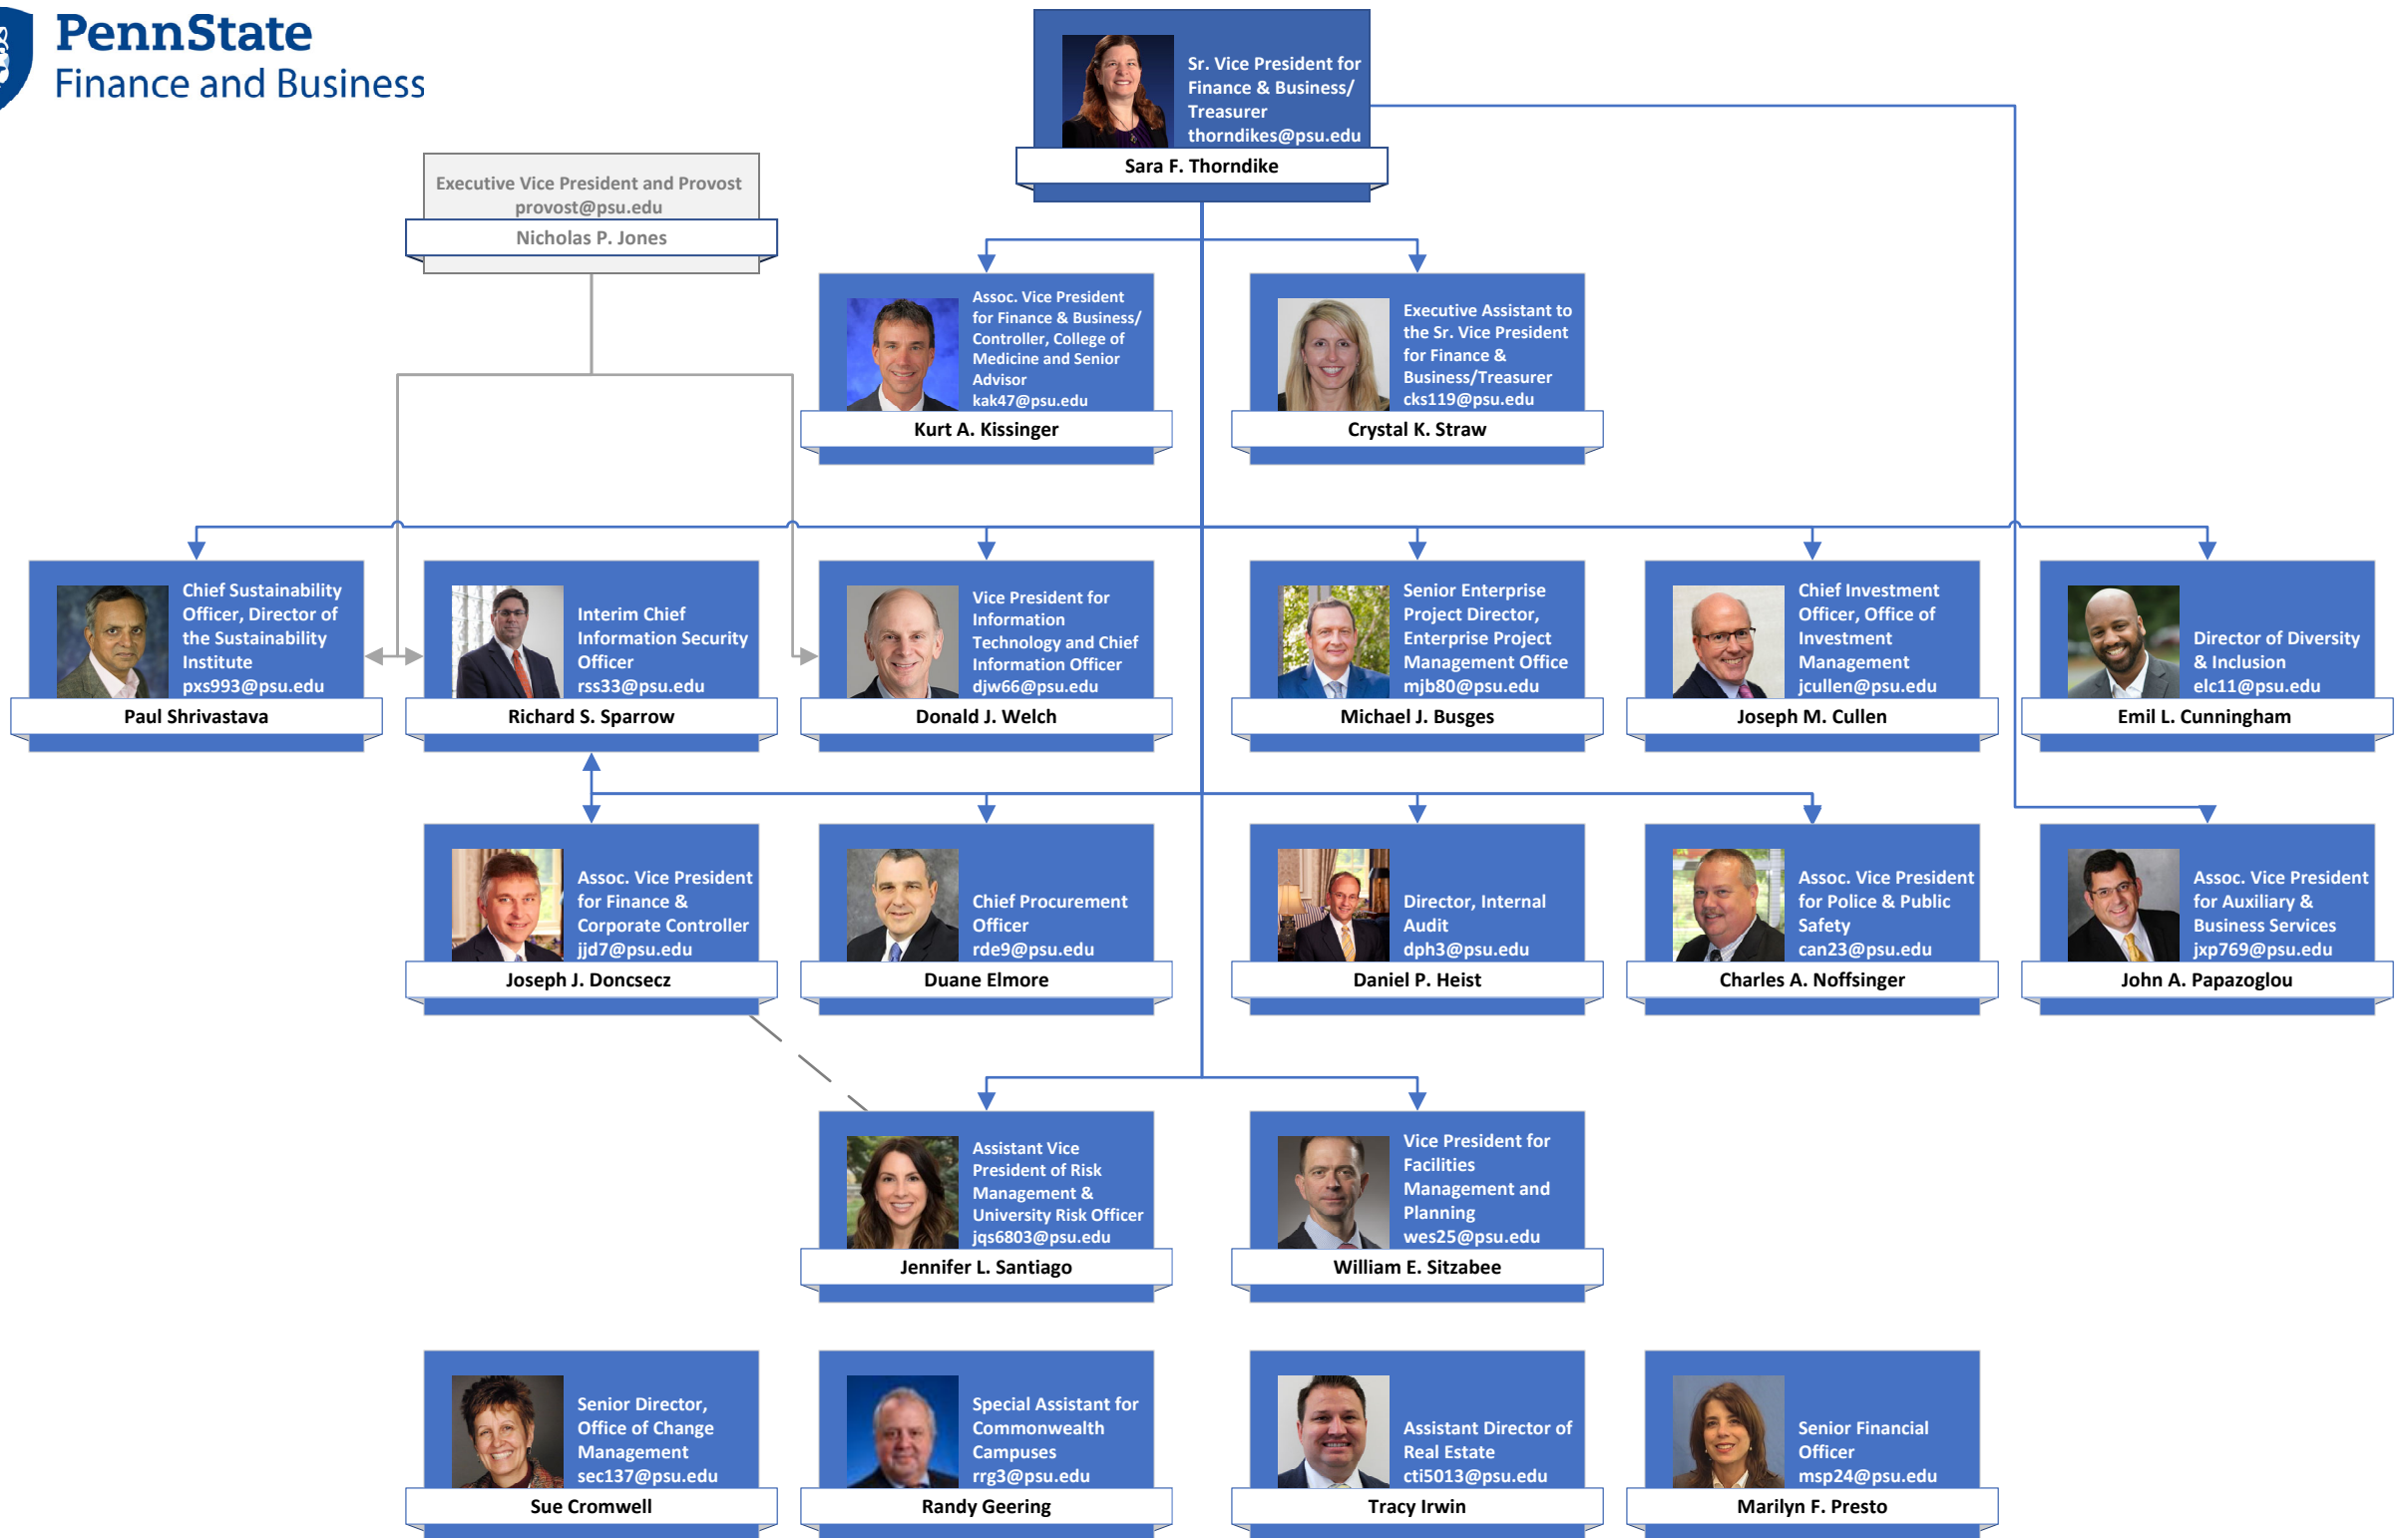 PennState
Finance and Business
Sr. Vice President for
Finance & Business/
Treasurer
thorndikes@psu.edu
Sara F. Thorndike
Executive Vice President and Provost
provost@psu.edu
Nicholas P. Jones
Assoc. Vice President
for Finance & Business/
Controller, College of
Medicine and Senior
Advisor
kak47@psu.edu
Kurt A. Kissinger
Executive Assistant to
the Sr. Vice President
for Finance &
Business/Treasurer
cks119@psu.edu
Crystal K. Straw
Chief Sustainability
Officer, Director of
the Sustainability
Institute
pxs993@psu.edu
Paul Shrivastava
Interim Chief
Information Security
Officer
rss33@psu.edu
Richard S. Sparrow
Vice President for
Information
Technology and Chief
Information Officer
djw66@psu.edu
Donald J. Welch
Senior Enterprise
Project Director,
Enterprise Project
Management Office
mjb80@psu.edu
Michael J. Busges
Chief Investment
Officer, Office of
Investment
Management
jcullen@psu.edu
Joseph M. Cullen
Director of Diversity
& Inclusion
elc11@psu.edu
Emil L. Cunningham
Assoc. Vice President
for Finance &
Corporate Controller
jjd7@psu.edu
Joseph J. Doncsecz
Chief Procurement
Officer
rde9@psu.edu
Duane Elmore
Director, Internal
Audit
dph3@psu.edu
Daniel P. Heist
Assoc. Vice President
for Police & Public
Safety
can23@psu.edu
Charles A. Noffsinger
Assoc. Vice President
for Auxiliary &
Business Services
jxp769@psu.edu
John A. Papazoglou
Assistant Vice
President of Risk
Management &
University Risk Officer
jqs6803@psu.edu
Jennifer L. Santiago
Vice President for
Facilities
Management and
Planning
wes25@psu.edu
William E. Sitzabee
Senior Director,
Office of Change
Management
sec137@psu.edu
Sue Cromwell
Special Assistant for
Commonwealth
Campuses
rrg3@psu.edu
Randy Geering
Assistant Director of
Real Estate
cti5013@psu.edu
Tracy Irwin
Senior Financial
Officer
msp24@psu.edu
Marilyn F. Presto